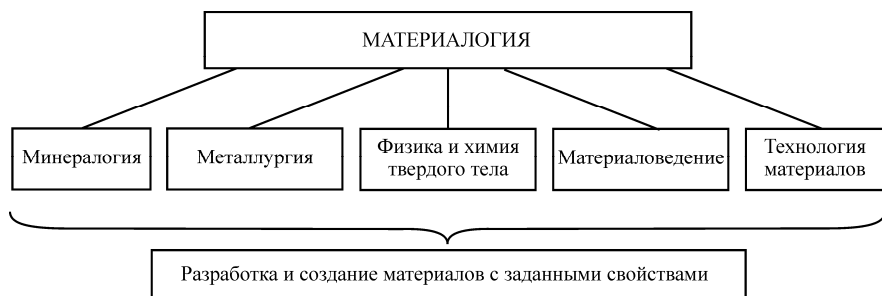 МАТЕРИАЛОГИЯ
Минералогия
Металлургия
Физика и химия
твердого тела
Материаловедение
Технология
материалов
Разработка и создание материалов с заданными свойствами